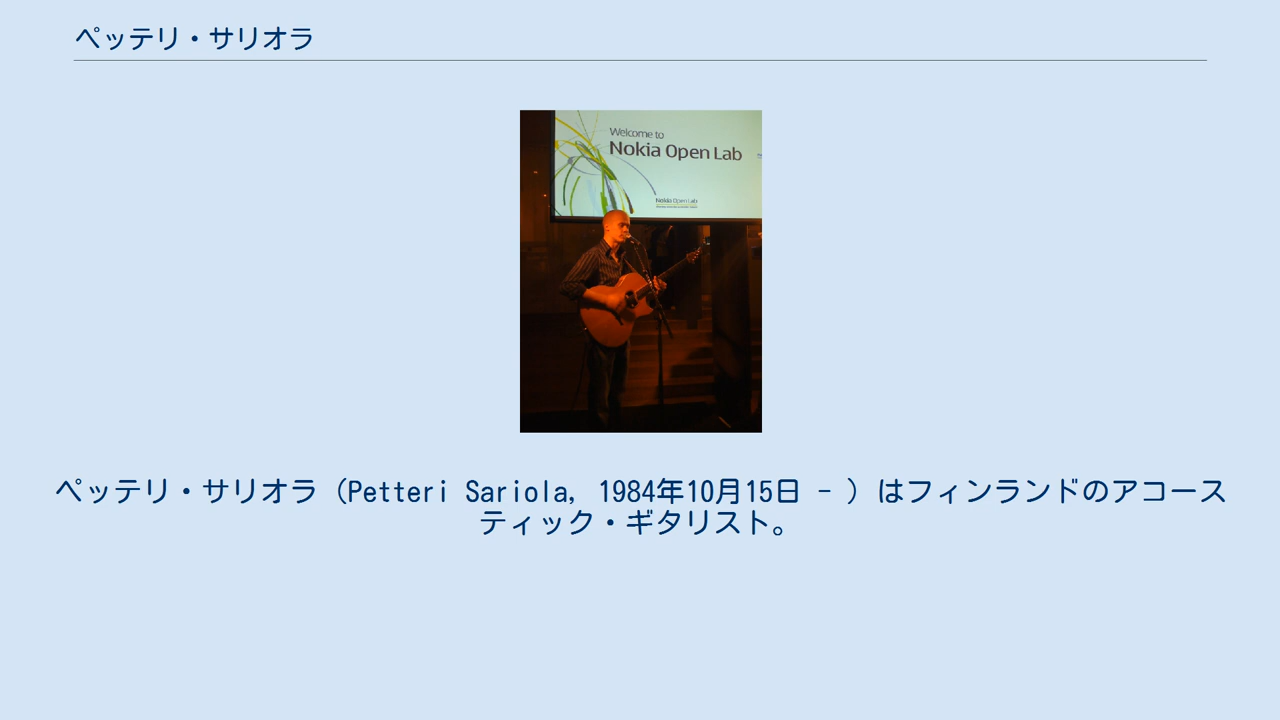 ペッテリ・サリオラ
Welcome to
Nokia Open Lab
Nokia Open Lab
ペッテリ・サリオラ（Petteri Sariola, 1984年10月15日 - ）はフィンランドのアコース
ティック・ギタリスト。